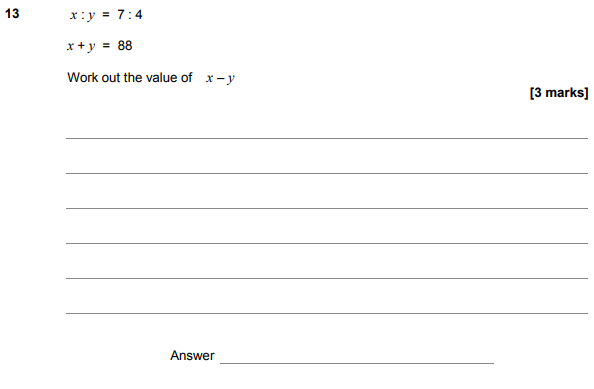 13 x : y = 7 : 4
x + y = 88
Work out the value of x – y
[3 marks]
Answer